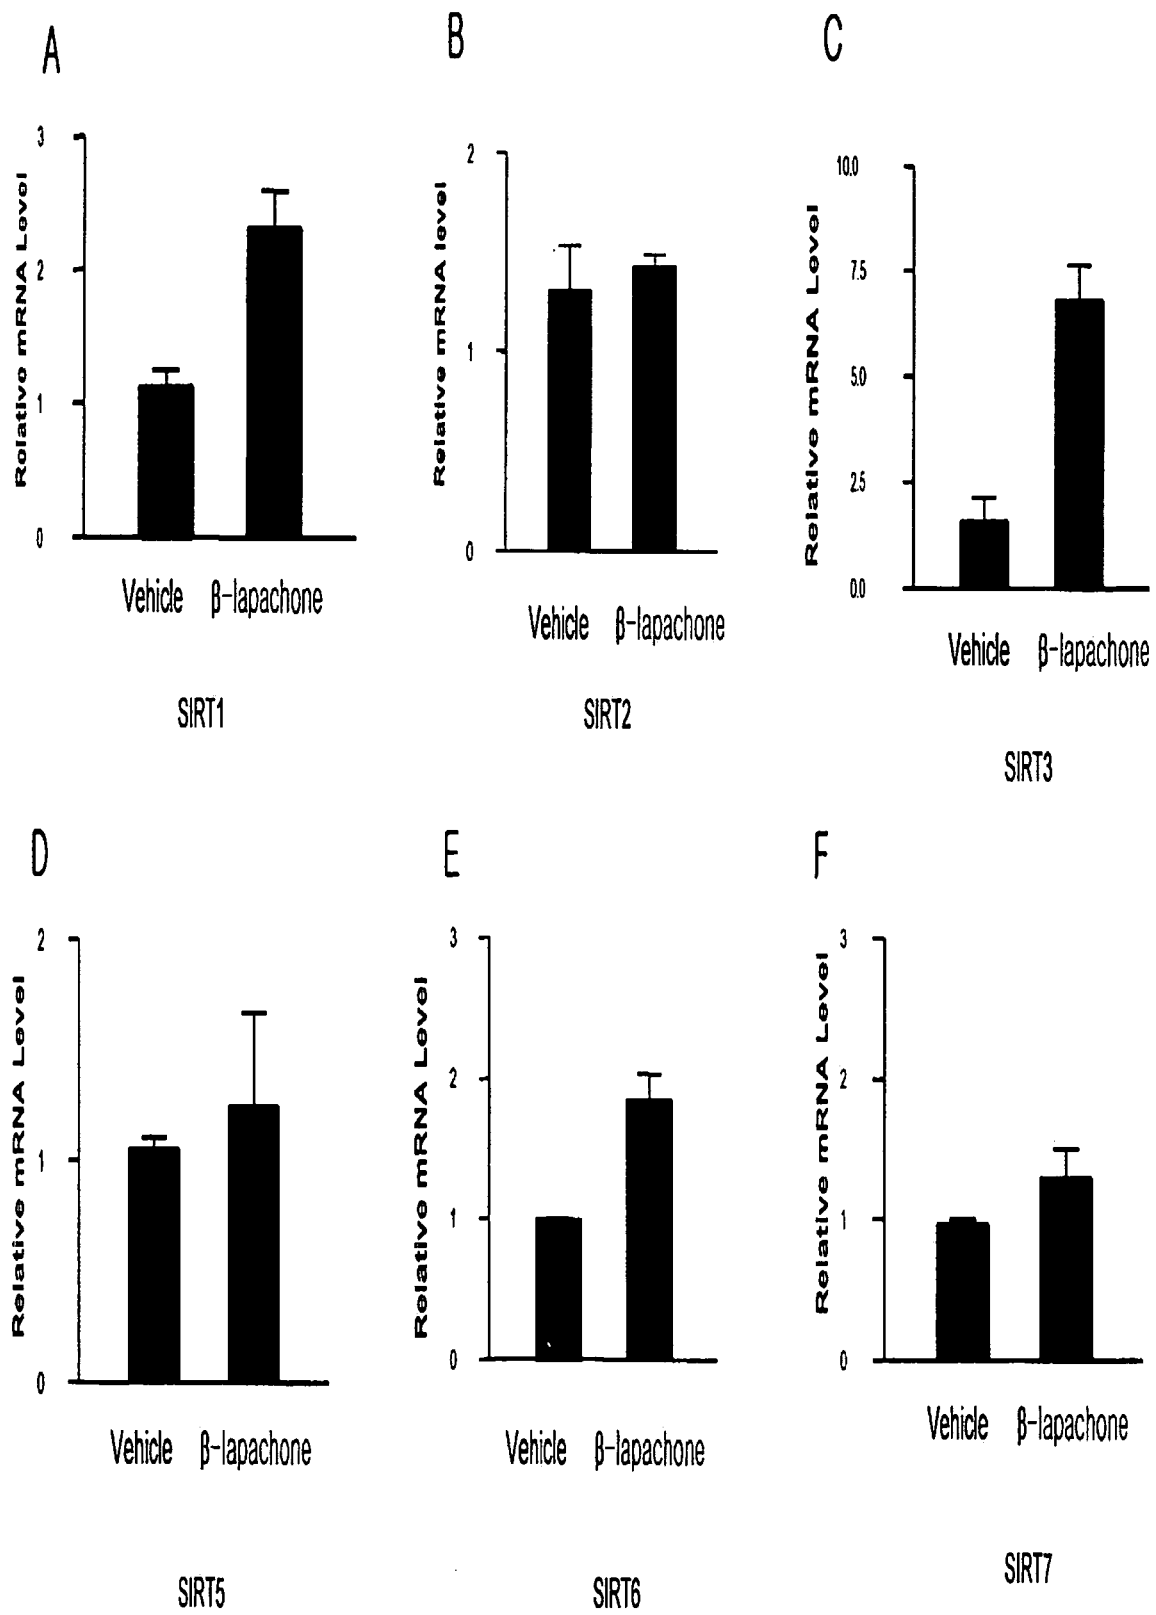 A
B
C
Relative mRNA Level
3
2
1
0
Vehicle β-lapachone
SIRT1
Relative mRNA level
2
1
0
Vehicle β-lapachone
SIRT2
Relative mRNA Level
10.0
7.5
5.0
2.5
0.0
Vehicle β-lapachone
SIRT3
D
E
F
Relative mRNA Level
2
1
0
Vehicle β-lapachone
SIRT5
Relative mRNA Level
3
2
1
0
Vehicle β-lapachone
SIRT6
Relative mRNA Level
3
2
1
0
Vehicle β-lapachone
SIRT7